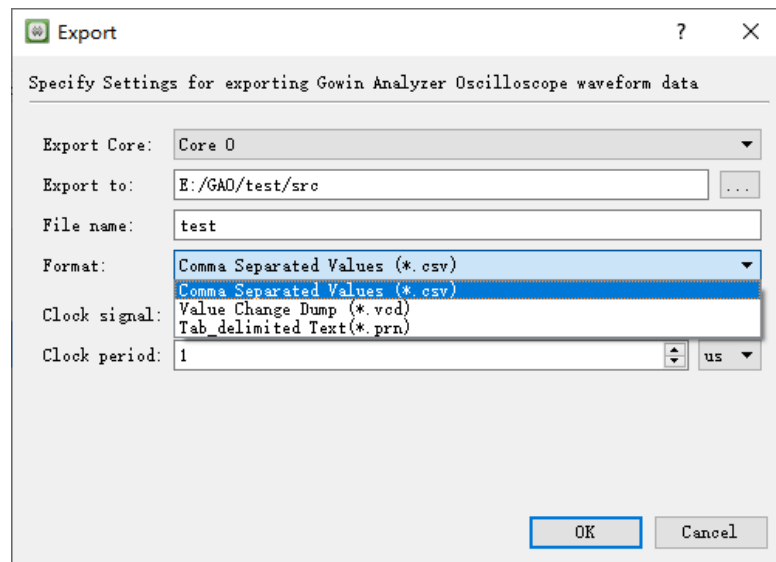 Export
Specify Settings for exporting Gowin Analyzer Oscilloscope waveform data
Export Core: Core 0
Export to: E:/GAO/test/src ...
File name: test
Format: Comma Separated Values (*.csv)
Comma Separated Values (*.csv)
Value Change Dump (*.vcd)
Clock signal:
Tab_delimited Text(*.prn)
Clock period: 1 us
OK Cancel